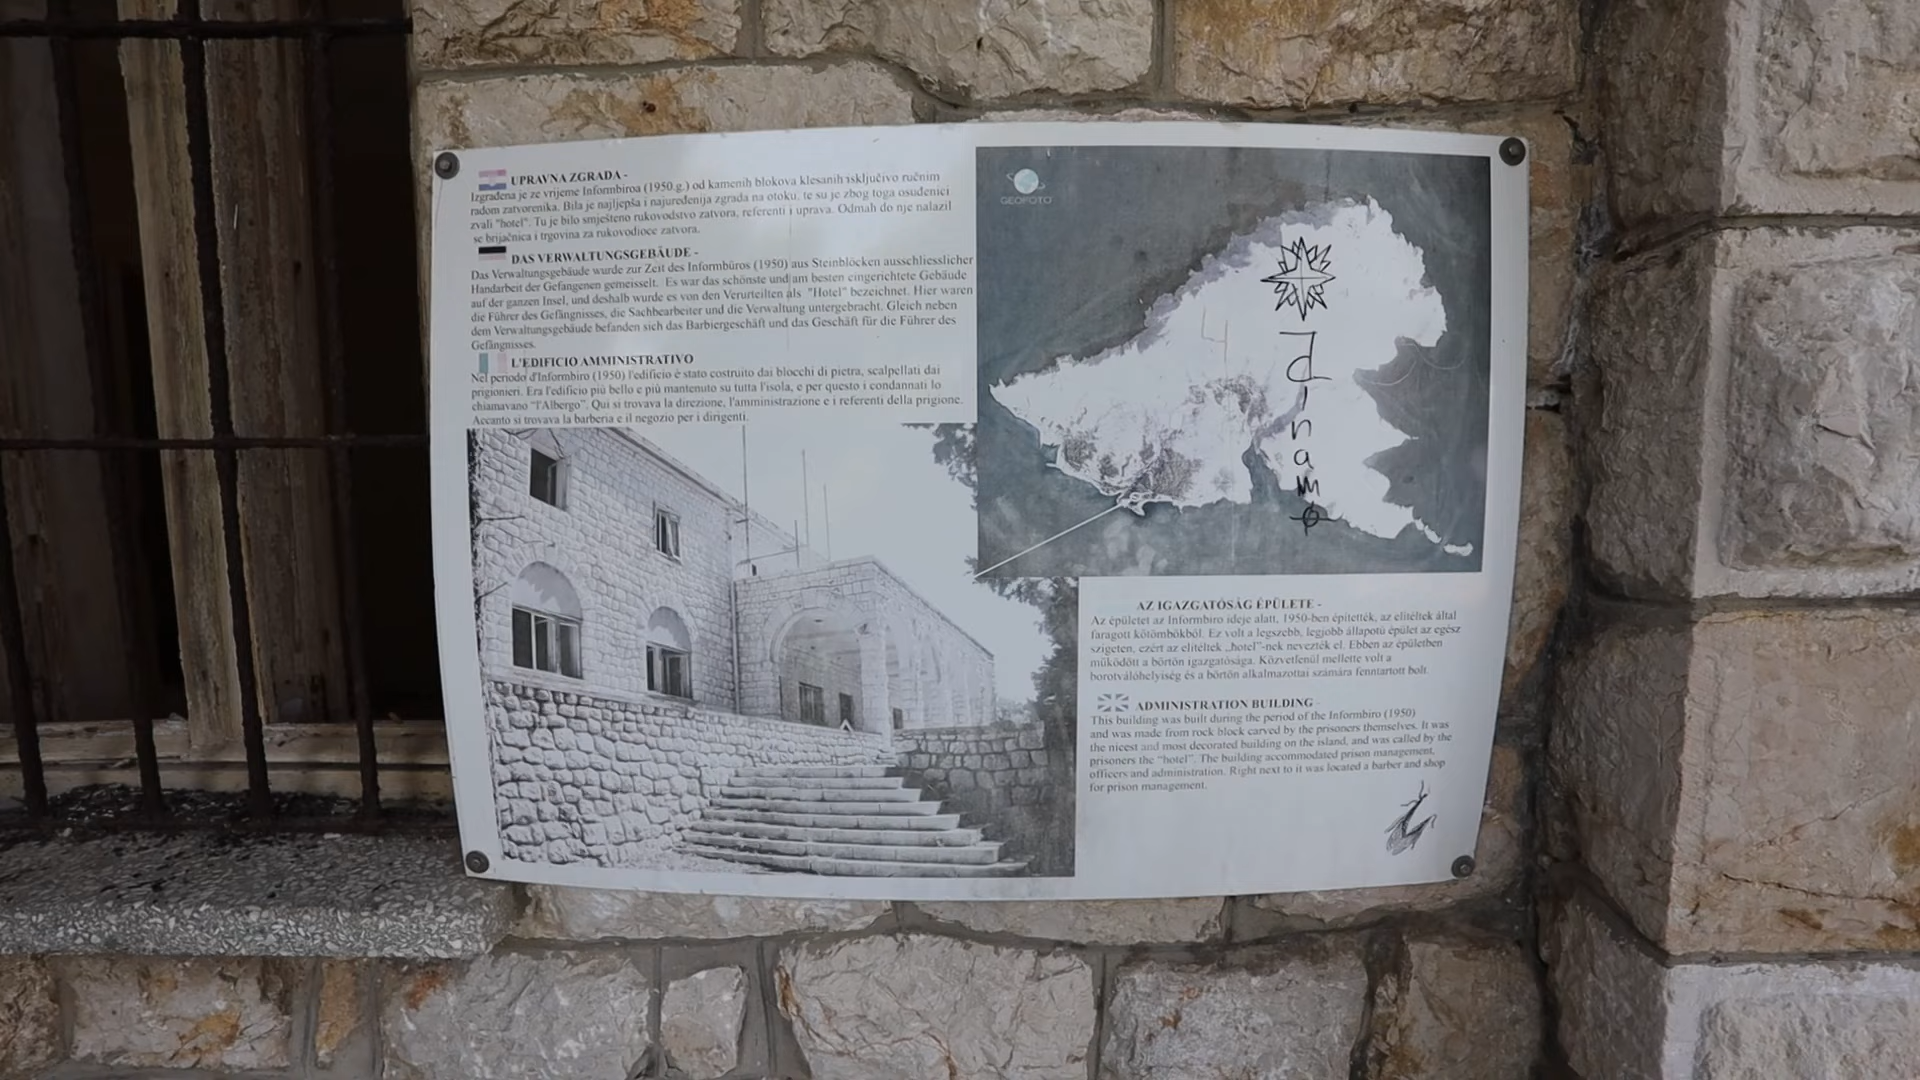 UPRAVNA ZGRADA -
Izgrađena je ze vrijeme Informbiroa (1950.g.) od kamenih blokova klesanih isključivo ručnim
radom zatvorenika. Bila je najljepša i najuređenija zgrada na otoku, te su je zbog toga osuđenici
zvali "hotel". Tu je bilo smješteno rukovodstvo zatvora, referenti i uprava. Odmah do nje nalazil
se brijačnica i trgovina za rukovodioce zatvora.
DAS VERWALTUNGSGEBÄUDE -
Das Verwaltungsgebäude wurde zur Zeit des Informbüros (1950) aus Steinblöcken ausschliesslicher
Handarbeit der Gefangenen gemeisselt. Es war das schönste und am besten eingerichtete Gebäude
auf der ganzen Insel, und deshalb wurde es von den Verurteilten als "Hotel" bezeichnet. Hier waren
die Führer des Gefängnisses, die Sachbearbeiter und die Verwaltung untergebracht. Gleich neben
dem Verwaltungsgebäude befanden sich das Barbiergeschäft und das Geschäft für die Führer des
Gefängnisses.
L'EDIFICIO AMMINISTRATIVO
Nel periodo d'Informbiro (1950) l'edificio è stato costruito dai blocchi di pietra, scalpellati dai
prigionieri. Era l'edificio più bello e più mantenuto su tutta l'isola, e per questo i condannati lo
chiamavano "l'Albergo". Qui si trovava la direzione, l'amministrazione e i referenti della prigione.
Accanto si trovava la barberia e il negozio per i dirigenti.
GEOFOTO
4
Dinamo
AZ IGAZGATÓSÁG ÉPÜLETE -
Az épületet az Informbiro ideje alatt, 1950-ben építették, az elítéltek által
faragott kőtömbökből. Ez volt a legszebb, legjobb állapotú épület az egész
szigeten, ezért az elítéltek „hotel"-nek nevezték el. Ebben az épületben
működött a börtön igazgatósága. Közvetlenül mellette volt a
borotválóhelyiség és a börtön alkalmazottai számára fenntartott bolt.
ADMINISTRATION BUILDING -
This building was built during the period of the Informbiro (1950)
and was made from rock block carved by the prisoners themselves. It was
the nicest and most decorated building on the island, and was called by the
prisoners the "hotel". The building accommodated prison management,
officers and administration. Right next to it was located a barber and shop
for prison management.